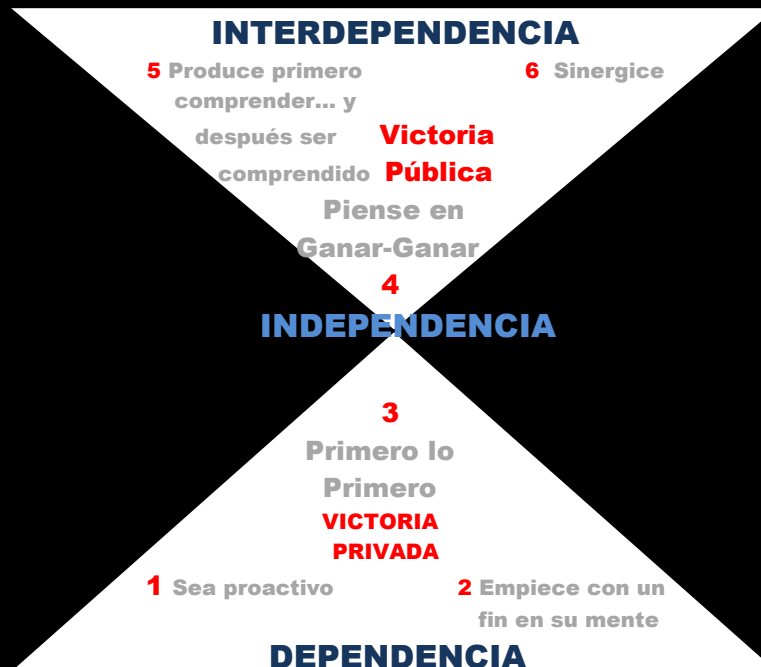 INTERDEPENDENCIA
5 Produce primero
comprender... y
después ser
comprendido
6 Sinergice
Victoria
Pública
Piense en
Ganar-Ganar
4
INDEPENDENCIA
3
Primero lo
Primero
VICTORIA
PRIVADA
1 Sea proactivo
2 Empiece con un
fin en su mente
DEPENDENCIA